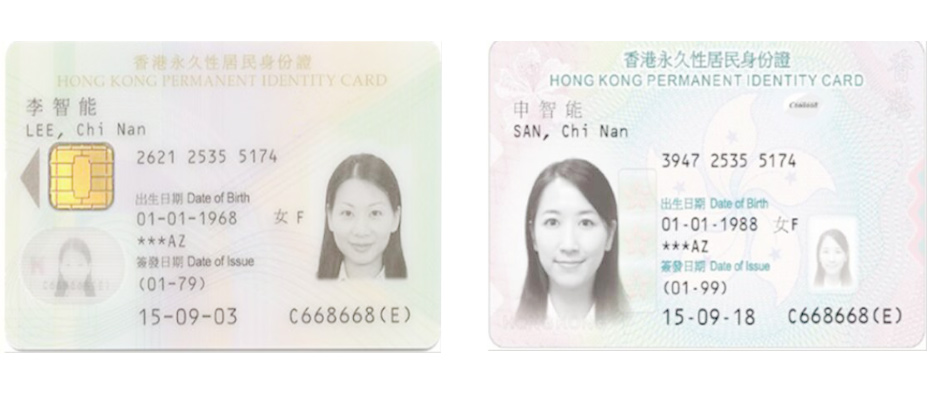 香港永久性居民身份證
HONG KONG PERMANENT IDENTITY CARD
李智能
LEE, Chi Nan
2621 2535 5174
出生日期 Date of Birth
01-01-1968 女 F
***AZ
簽發日期 Date of Issue
(01-79)
15-09-03 C668668(E)
香港永久性居民身份證
HONG KONG PERMANENT IDENTITY CARD
申智能
SAN, Chi Nan
3947 2535 5174
出生日期 Date of Birth
01-01-1988 女 F
***AZ
簽發日期 Date of Issue
(01-99)
HONG KONG
15-09-18 C668668(E)